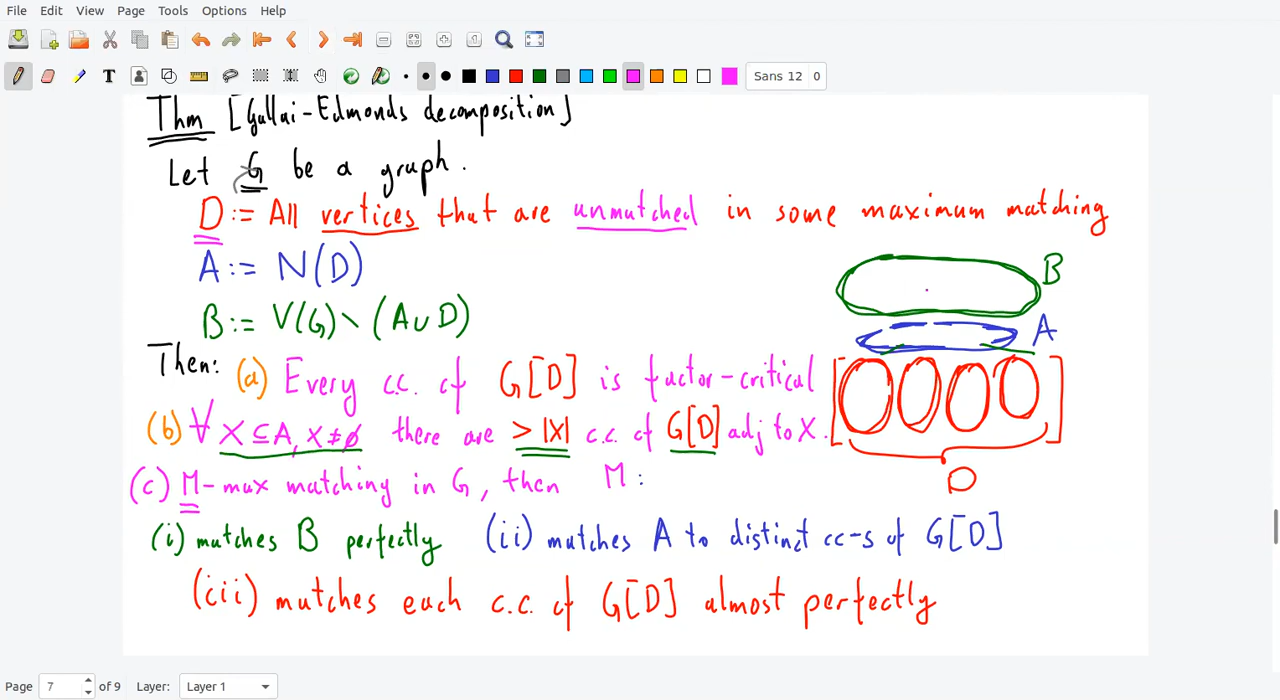 File Edit View Page Tools Options Help
Sans 12 0
Thm [Gallai-Edmonds decomposition]
Let G be a graph.
D := All vertices that are unmatched in some maximum matching
A := N(D)
B := V(G) \ (A ∪ D)
B
A
Then: (a) Every c.c. of G[D] is factor-critical
(b) ∀ X ⊆ A, X ≠ ∅ there are > |X| c.c. of G[D] adj to X.
D
(c) M-max matching in G, then M:
(i) matches B perfectly (ii) matches A to distinct cc-s of G[D]
(iii) matches each c.c. of G[D] almost perfectly
Page 7 of 9 Layer: Layer 1